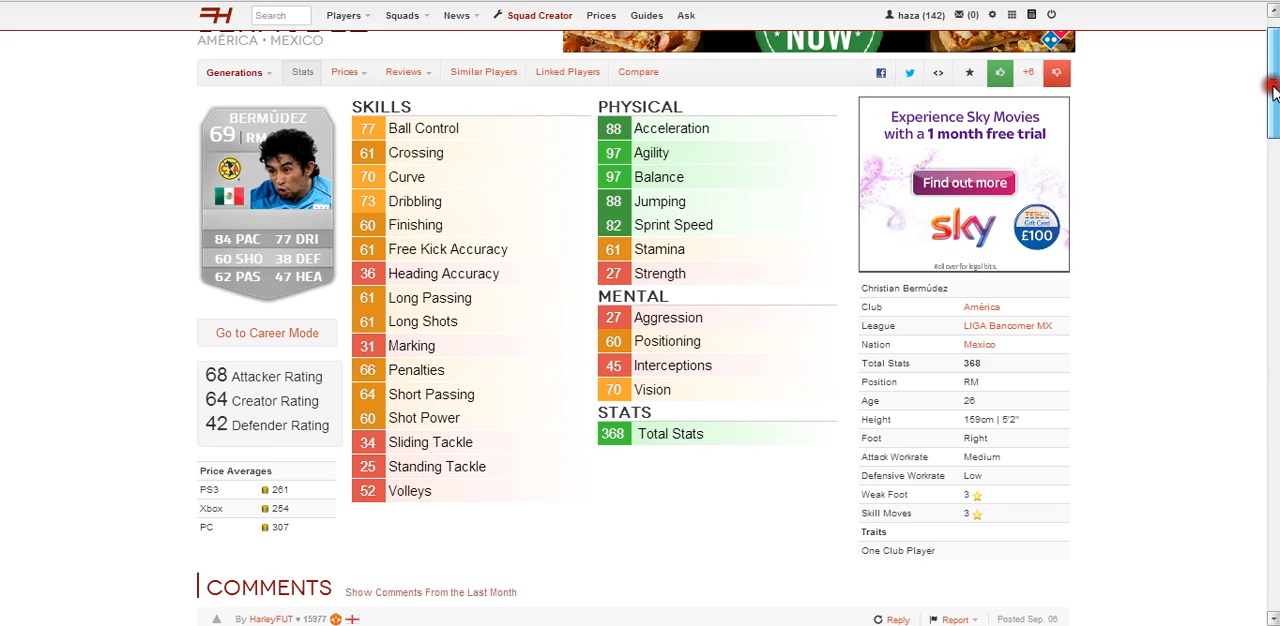 Search Players Squads News Squad Creator Prices Guides Ask haza (142) (0)
AMÉRICA • MEXICO
NOW
Generations Stats Prices Reviews Similar Players Linked Players Compare +6
BERMÚDEZ
69 RM
84 PAC 77 DRI
60 SHO 38 DEF
62 PAS 47 HEA
Go to Career Mode
68 Attacker Rating
64 Creator Rating
42 Defender Rating
Price Averages
PS3 261
Xbox 254
PC 307
SKILLS
77 Ball Control
61 Crossing
70 Curve
73 Dribbling
60 Finishing
61 Free Kick Accuracy
36 Heading Accuracy
61 Long Passing
61 Long Shots
31 Marking
66 Penalties
64 Short Passing
60 Shot Power
34 Sliding Tackle
25 Standing Tackle
52 Volleys
PHYSICAL
88 Acceleration
97 Agility
97 Balance
88 Jumping
82 Sprint Speed
61 Stamina
27 Strength
MENTAL
27 Aggression
60 Positioning
45 Interceptions
70 Vision
STATS
368 Total Stats
Experience Sky Movies
with a 1 month free trial
Find out more
sky
TESCO
Gift Card
£100
Roll over for legal bits.
Christian Bermúdez
Club América
League LIGA Bancomer MX
Nation Mexico
Total Stats 368
Position RM
Age 26
Height 159cm | 5'2"
Foot Right
Attack Workrate Medium
Defensive Workrate Low
Weak Foot 3
Skill Moves 3
Traits
One Club Player
COMMENTS Show Comments From the Last Month
By HarleyFUT ♥ 15977 Reply Report Posted Sep. 06